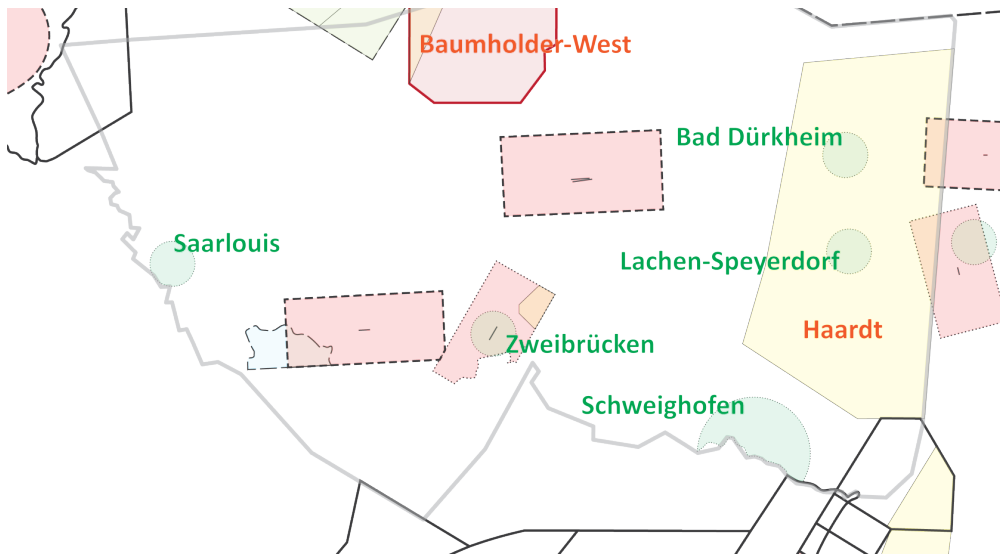 Baumholder-West
Bad Dürkheim
Saarlouis
Lachen-Speyerdorf
Haardt
Zweibrücken
Schweighofen